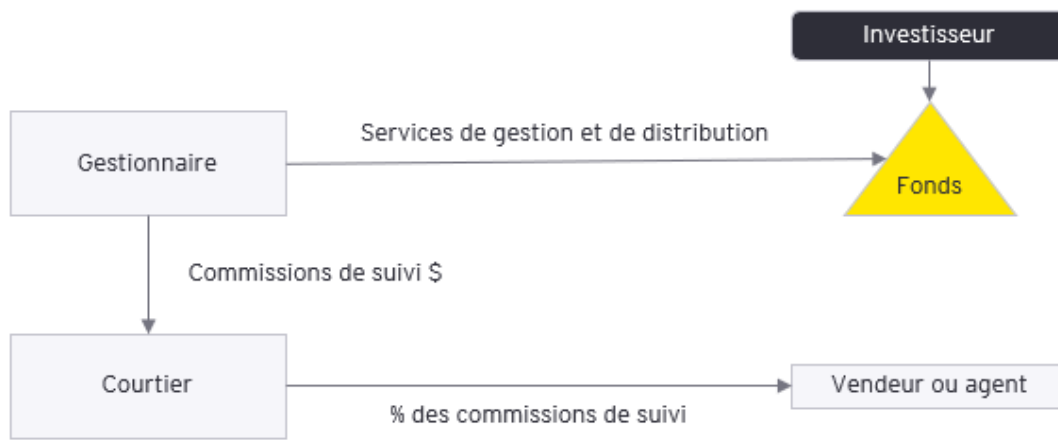 Investisseur
Services de gestion et de distribution
Gestionnaire
Fonds
Commissions de suivi $
Courtier
Vendeur ou agent
% des commissions de suivi